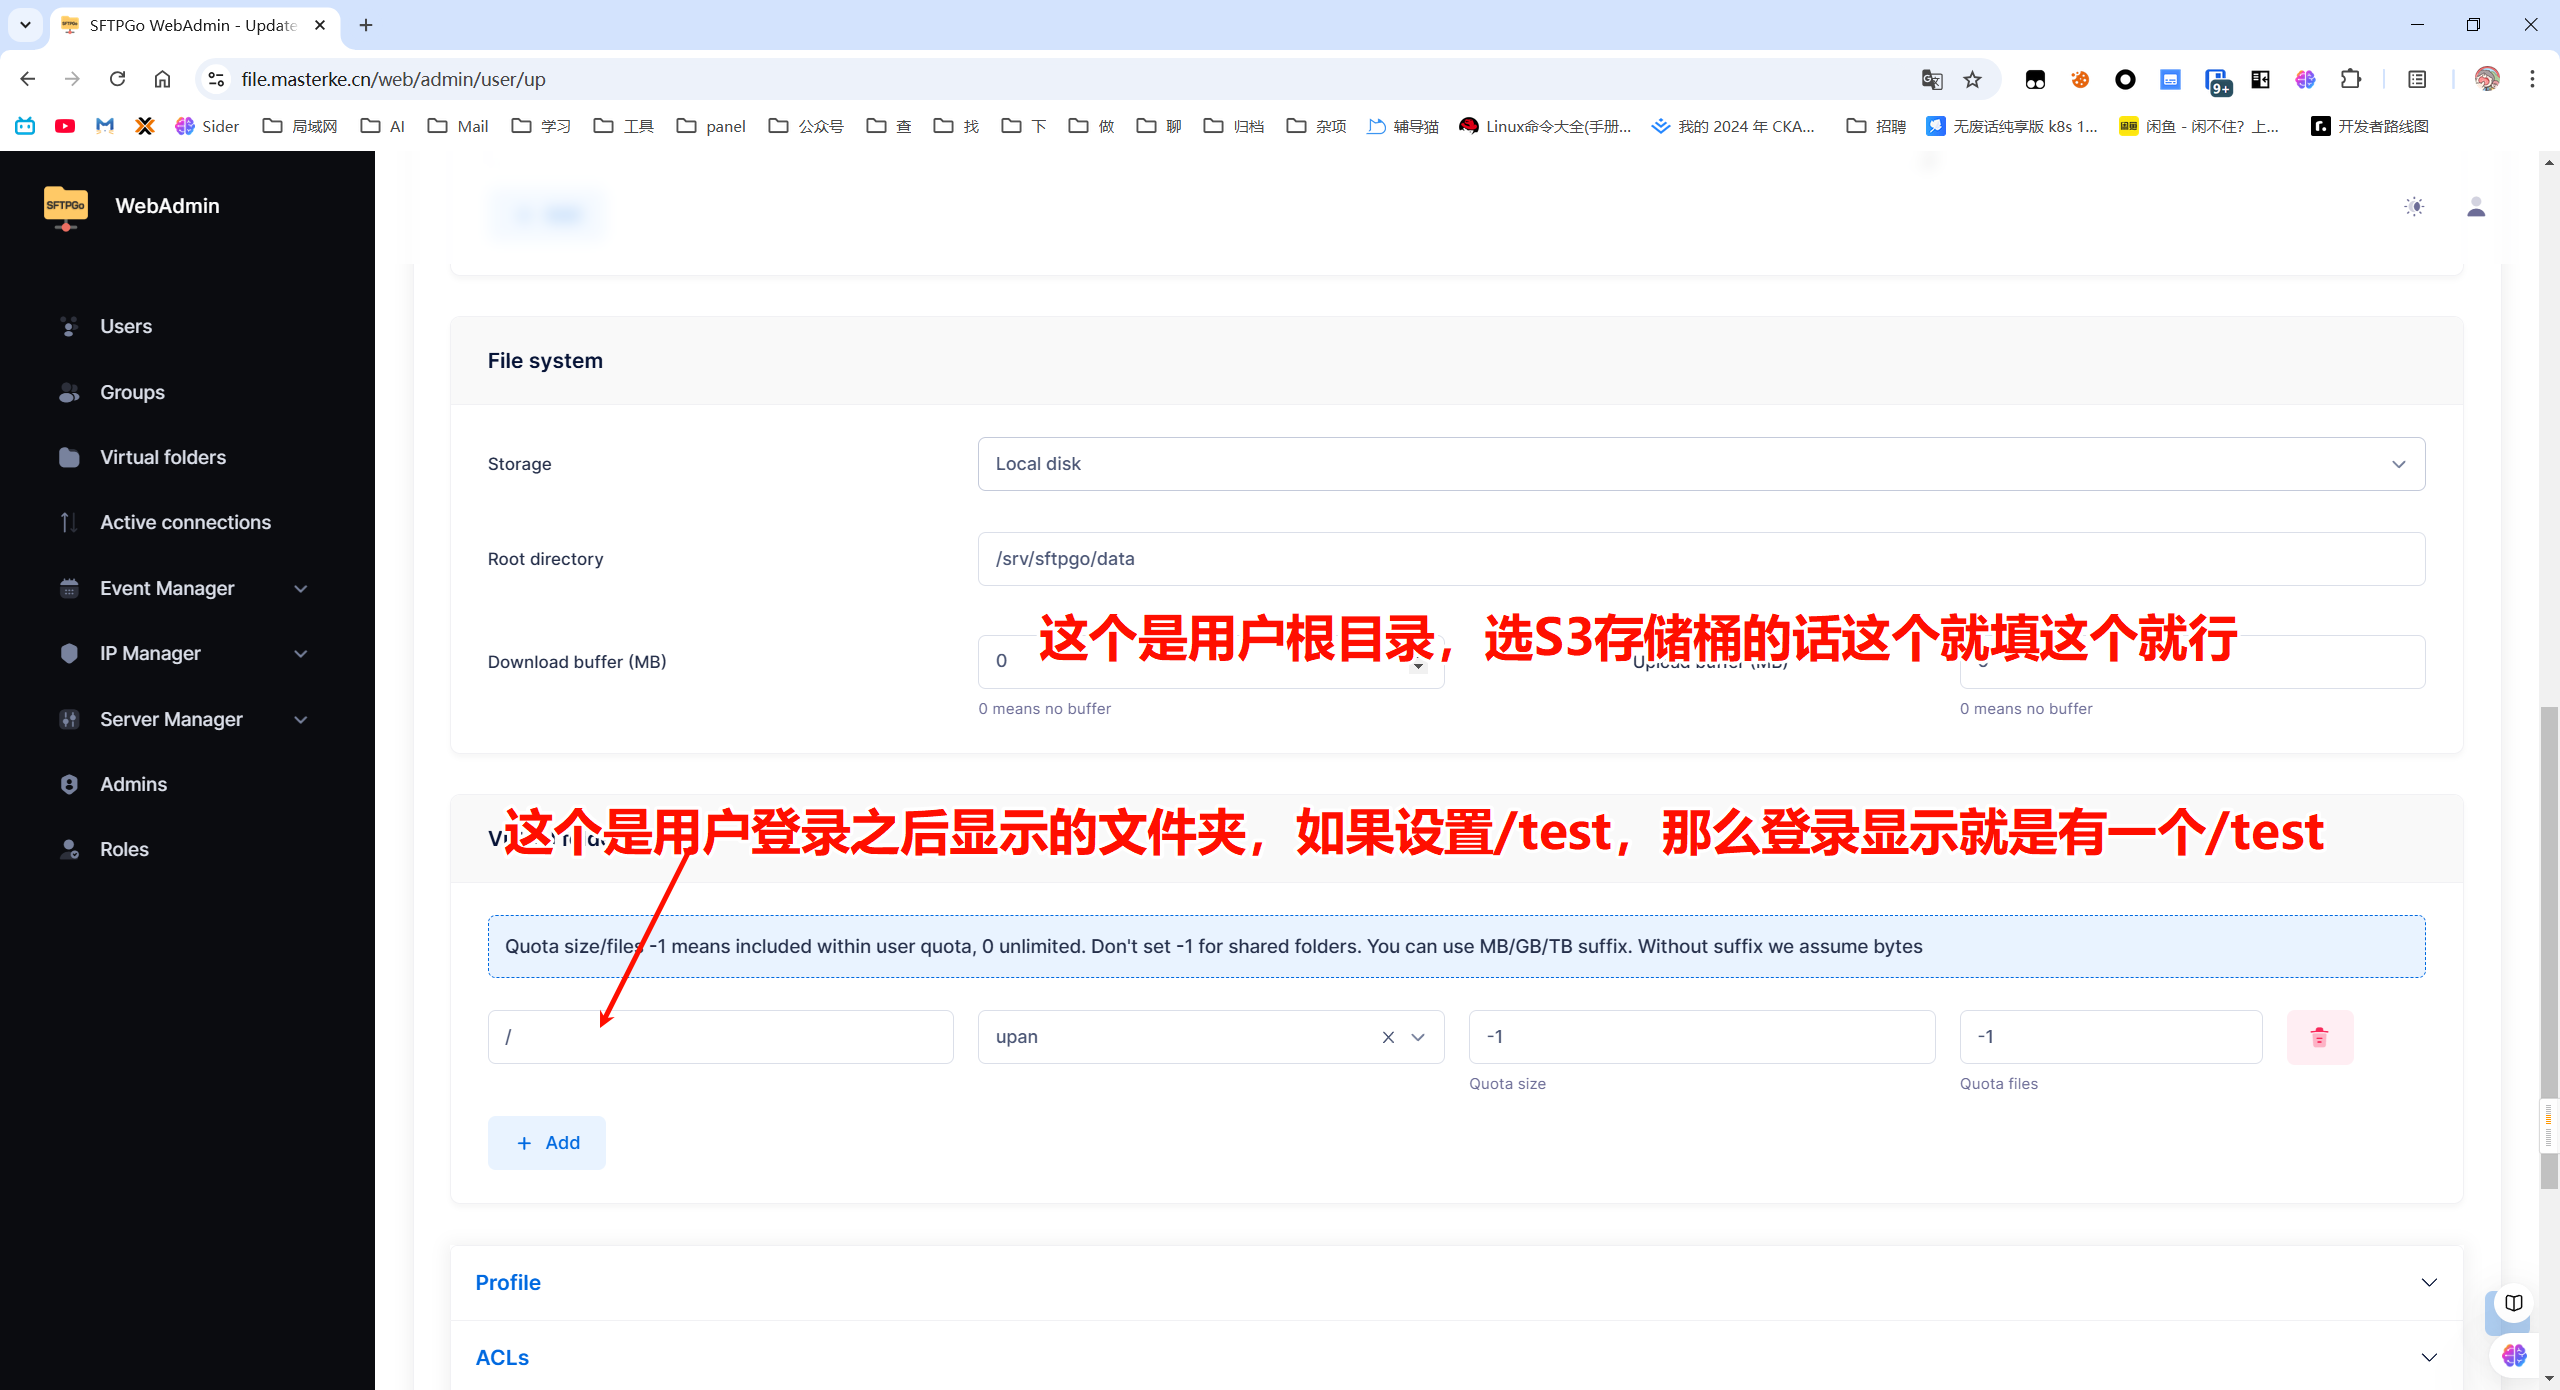 SFTPGo WebAdmin - Update
file.masterke.cn/web/admin/user/up
9+
Sider 局域网 AI Mail 学习 工具 panel 公众号 查 找 下 做 聊 归档 杂项 辅导猫 Linux命令大全(手册... 我的 2024 年 CKA... 招聘 无废话纯享版 k8s 1... 闲鱼 - 闲不住？上... 开发者路线图
SFTPGo
WebAdmin
Users
Groups
Virtual folders
Active connections
Event Manager
IP Manager
Server Manager
Admins
Roles
File system
Storage
Local disk
Root directory
/srv/sftpgo/data
这个是用户根目录，选S3存储桶的话这个就填这个就行
Download buffer (MB)
0
Upload buffer (MB)
0 means no buffer
0 means no buffer
这个是用户登录之后显示的文件夹，如果设置/test，那么登录显示就是有一个/test
Quota size/files -1 means included within user quota, 0 unlimited. Don't set -1 for shared folders. You can use MB/GB/TB suffix. Without suffix we assume bytes
/
upan
-1
-1
Quota size
Quota files
+ Add
Profile
ACLs